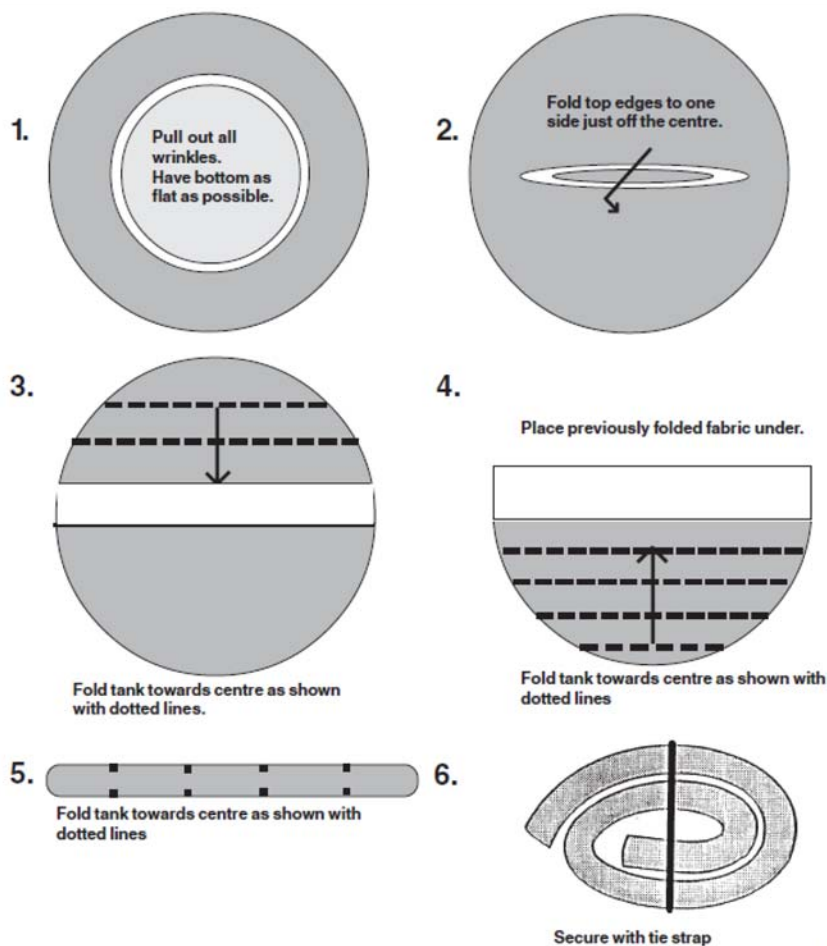 1.
Pull out all
wrinkles.
Have bottom as
flat as possible.
2.
Fold top edges to one
side just off the centre.
3.
Fold tank towards centre as shown
with dotted lines.
4.
Place previously folded fabric under.
Fold tank towards centre as shown with
dotted lines
5.
Fold tank towards centre as shown with
dotted lines
6.
Secure with tie strap